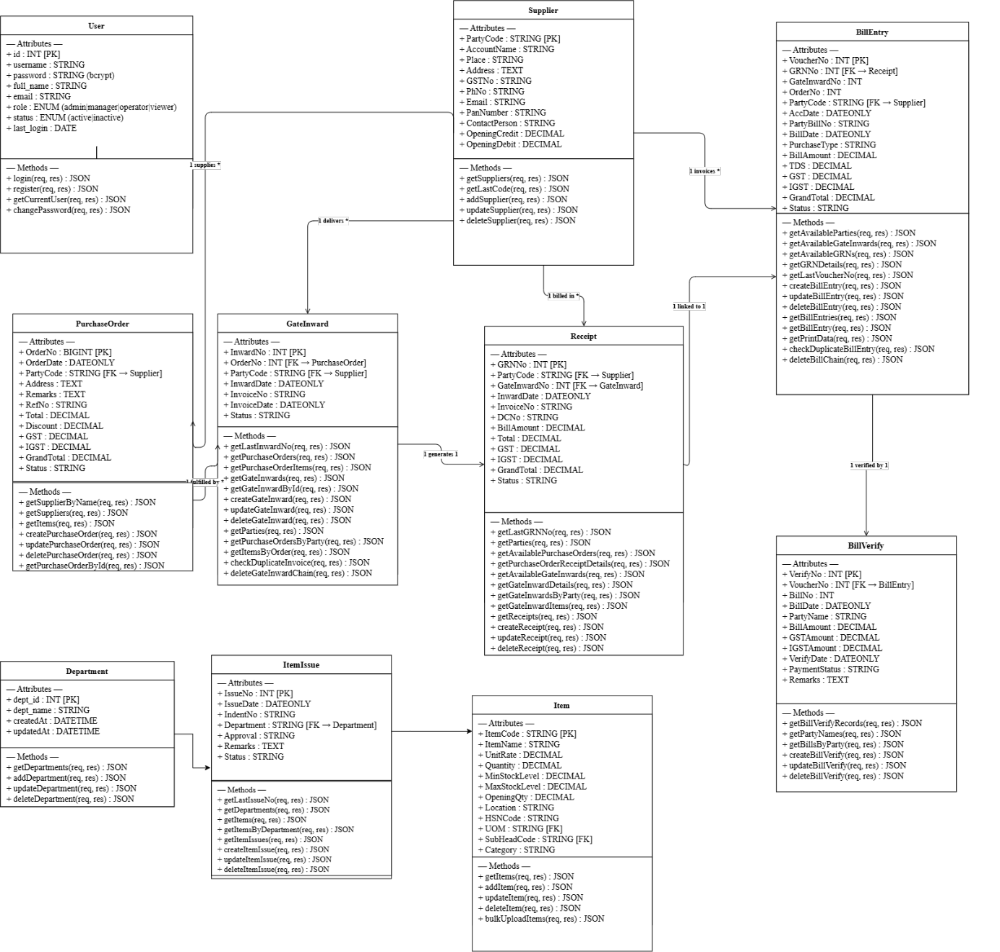 User
— Attributes —
+ id : INT [PK]
+ username : STRING
+ password : STRING (bcrypt)
+ full_name : STRING
+ email : STRING
+ role : ENUM (admin|manager|operator|viewer)
+ status : ENUM (active|inactive)
+ last_login : DATE
— Methods —
+ login(req, res) : JSON
+ register(req, res) : JSON
+ getCurrentUser(req, res) : JSON
+ changePassword(req, res) : JSON
Supplier
— Attributes —
+ PartyCode : STRING [PK]
+ AccountName : STRING
+ Place : STRING
+ Address : TEXT
+ GSTNo : STRING
+ PhNo : STRING
+ Email : STRING
+ PanNumber : STRING
+ ContactPerson : STRING
+ OpeningCredit : DECIMAL
+ OpeningDebit : DECIMAL
— Methods —
+ getSuppliers(req, res) : JSON
+ getLastCode(req, res) : JSON
+ addSupplier(req, res) : JSON
+ updateSupplier(req, res) : JSON
+ deleteSupplier(req, res) : JSON
BillEntry
— Attributes —
+ VoucherNo : INT [PK]
+ GRNNo : INT [FK → Receipt]
+ GateInwardNo : INT
+ OrderNo : INT
+ PartyCode : STRING [FK → Supplier]
+ AccDate : DATEONLY
+ PartyBillNo : STRING
+ BillDate : DATEONLY
+ PurchaseType : STRING
+ BillAmount : DECIMAL
+ TDS : DECIMAL
+ GST : DECIMAL
+ IGST : DECIMAL
+ GrandTotal : DECIMAL
+ Status : STRING
— Methods —
+ getAvailableParties(req, res) : JSON
+ getAvailableGateInwards(req, res) : JSON
+ getAvailableGRNs(req, res) : JSON
+ getGRNDetails(req, res) : JSON
+ getLastVoucherNo(req, res) : JSON
+ createBillEntry(req, res) : JSON
+ updateBillEntry(req, res) : JSON
+ deleteBillEntry(req, res) : JSON
+ getBillEntries(req, res) : JSON
+ getBillEntry(req, res) : JSON
+ getPrintData(req, res) : JSON
+ checkDuplicateBillEntry(req, res) : JSON
+ deleteBillChain(req, res) : JSON
1 supplies *
1 invoices *
1 delivers *
1 billed in *
1 linked to 1
PurchaseOrder
— Attributes —
+ OrderNo : BIGINT [PK]
+ OrderDate : DATEONLY
+ PartyCode : STRING [FK → Supplier]
+ Address : TEXT
+ Remarks : TEXT
+ RefNo : STRING
+ Total : DECIMAL
+ Discount : DECIMAL
+ GST : DECIMAL
+ IGST : DECIMAL
+ GrandTotal : DECIMAL
+ Status : STRING
— Methods —
+ getSupplierByName(req, res) : JSON
+ getSuppliers(req, res) : JSON
+ getItems(req, res) : JSON
+ createPurchaseOrder(req, res) : JSON
+ updatePurchaseOrder(req, res) : JSON
+ deletePurchaseOrder(req, res) : JSON
+ getPurchaseOrderById(req, res) : JSON
1 fulfilled by *
GateInward
— Attributes —
+ InwardNo : INT [PK]
+ OrderNo : INT [FK → PurchaseOrder]
+ PartyCode : STRING [FK → Supplier]
+ InwardDate : DATEONLY
+ InvoiceNo : STRING
+ InvoiceDate : DATEONLY
+ Status : STRING
— Methods —
+ getLastInwardNo(req, res) : JSON
+ getPurchaseOrders(req, res) : JSON
+ getPurchaseOrderItems(req, res) : JSON
+ getGateInwards(req, res) : JSON
+ getGateInwardById(req, res) : JSON
+ createGateInward(req, res) : JSON
+ updateGateInward(req, res) : JSON
+ deleteGateInward(req, res) : JSON
+ getParties(req, res) : JSON
+ getPurchaseOrdersByParty(req, res) : JSON
+ getItemsByOrder(req, res) : JSON
+ checkDuplicateInvoice(req, res) : JSON
+ deleteGateInwardChain(req, res) : JSON
1 generates 1
Receipt
— Attributes —
+ GRNNo : INT [PK]
+ PartyCode : STRING [FK → Supplier]
+ GateInwardNo : INT [FK → GateInward]
+ InwardDate : DATEONLY
+ InvoiceNo : STRING
+ DCNo : STRING
+ BillAmount : DECIMAL
+ Total : DECIMAL
+ GST : DECIMAL
+ IGST : DECIMAL
+ GrandTotal : DECIMAL
+ Status : STRING
— Methods —
+ getLastGRNNo(req, res) : JSON
+ getParties(req, res) : JSON
+ getAvailablePurchaseOrders(req, res) : JSON
+ getPurchaseOrderReceiptDetails(req, res) : JSON
+ getAvailableGateInwards(req, res) : JSON
+ getGateInwardDetails(req, res) : JSON
+ getGateInwardsByParty(req, res) : JSON
+ getGateInwardItems(req, res) : JSON
+ getReceipts(req, res) : JSON
+ createReceipt(req, res) : JSON
+ updateReceipt(req, res) : JSON
+ deleteReceipt(req, res) : JSON
1 verified by 1
BillVerify
— Attributes —
+ VerifyNo : INT [PK]
+ VoucherNo : INT [FK → BillEntry]
+ BillNo : INT
+ BillDate : DATEONLY
+ PartyName : STRING
+ BillAmount : DECIMAL
+ GSTAmount : DECIMAL
+ IGSTAmount : DECIMAL
+ VerifyDate : DATEONLY
+ PaymentStatus : STRING
+ Remarks : TEXT
— Methods —
+ getBillVerifyRecords(req, res) : JSON
+ getPartyNames(req, res) : JSON
+ getBillsByParty(req, res) : JSON
+ createBillVerify(req, res) : JSON
+ updateBillVerify(req, res) : JSON
+ deleteBillVerify(req, res) : JSON
Department
— Attributes —
+ dept_id : INT [PK]
+ dept_name : STRING
+ createdAt : DATETIME
+ updatedAt : DATETIME
— Methods —
+ getDepartments(req, res) : JSON
+ addDepartment(req, res) : JSON
+ updateDepartment(req, res) : JSON
+ deleteDepartment(req, res) : JSON
ItemIssue
— Attributes —
+ IssueNo : INT [PK]
+ IssueDate : DATEONLY
+ IndentNo : STRING
+ Department : STRING [FK → Department]
+ Approval : STRING
+ Remarks : TEXT
+ Status : STRING
— Methods —
+ getLastIssueNo(req, res) : JSON
+ getDepartments(req, res) : JSON
+ getItems(req, res) : JSON
+ getItemsByDepartment(req, res) : JSON
+ getItemIssues(req, res) : JSON
+ createItemIssue(req, res) : JSON
+ updateItemIssue(req, res) : JSON
+ deleteItemIssue(req, res) : JSON
Item
— Attributes —
+ ItemCode : STRING [PK]
+ ItemName : STRING
+ UnitRate : DECIMAL
+ Quantity : DECIMAL
+ MinStockLevel : DECIMAL
+ MaxStockLevel : DECIMAL
+ OpeningQty : DECIMAL
+ Location : STRING
+ HSNCode : STRING
+ UOM : STRING [FK]
+ SubHeadCode : STRING [FK]
+ Category : STRING
— Methods —
+ getItems(req, res) : JSON
+ addItem(req, res) : JSON
+ updateItem(req, res) : JSON
+ deleteItem(req, res) : JSON
+ bulkUploadItems(req, res) : JSON